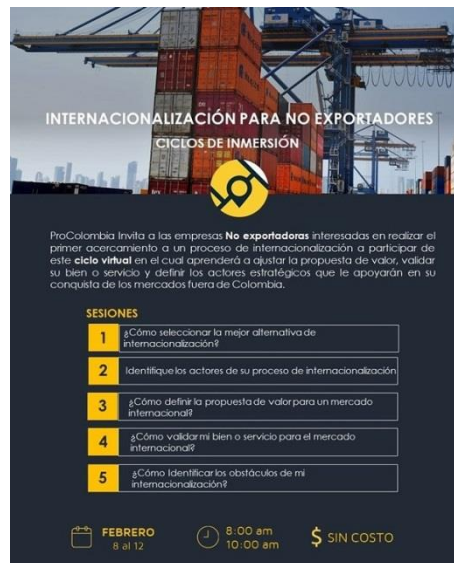 INTERNACIONALIZACIÓN PARA NO EXPORTADORES
CICLOS DE INMERSIÓN
ProColombia Invita a las empresas No exportadoras interesadas en realizar el
primer acercamiento a un proceso de internacionalización a participar de
este ciclo virtual en el cual aprenderá a ajustar la propuesta de valor, validar
su bien o servicio y definir los actores estratégicos que le apoyarán en su
conquista de los mercados fuera de Colombia.
SESIONES
1
¿Cómo seleccionar la mejor alternativa de
internacionalización?
2
Identifique los actores de su proceso de internacionalización
3
¿Cómo definir la propuesta de valor para un mercado
internacional?
4
¿Cómo validar mi bien o servicio para el mercado
internacional?
5
¿Cómo Identificar los obstáculos de mi
internacionalización?
FEBRERO
8 al 12
8:00 am
10:00 am
$ SIN COSTO